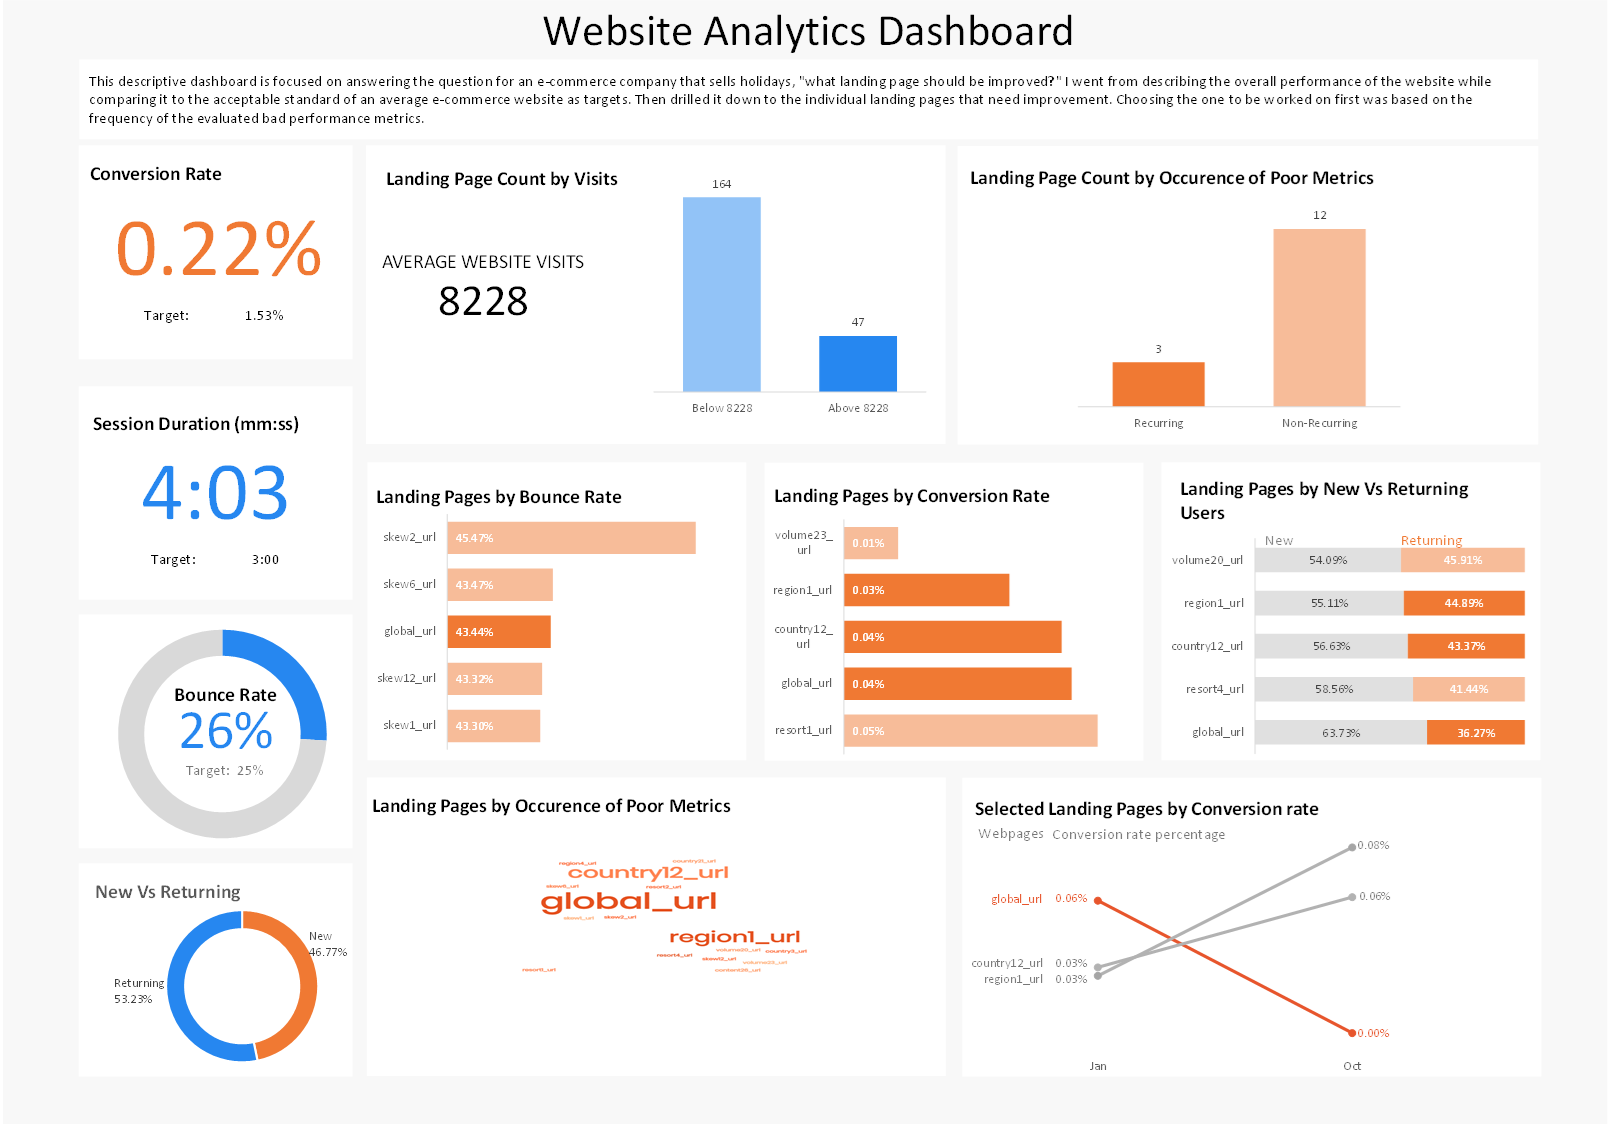 Website Analytics Dashboard
This descriptive dashboard is focused on answering the question for an e-commerce company that sells holidays, "what landing page should be improved?" I went from describing the overall performance of the website while
comparing it to the acceptable standard of an average e-commerce website as targets. Then drilled it down to the individual landing pages that need improvement. Choosing the one to be worked on first was based on the
frequency of the evaluated bad performance metrics.
Conversion Rate
0.22%
Target: 1.53%
Landing Page Count by Visits
AVERAGE WEBSITE VISITS
8228
164
47
Below 8228
Above 8228
Landing Page Count by Occurence of Poor Metrics
12
3
Recurring
Non-Recurring
Session Duration (mm:ss)
4:03
Target: 3:00
Landing Pages by Bounce Rate
skew2_url 45.47%
skew6_url 43.47%
global_url 43.44%
skew12_url 43.32%
skew1_url 43.30%
Landing Pages by Conversion Rate
volume23_
url
0.01%
region1_url 0.03%
country12_
url
0.04%
global_url 0.04%
resort1_url 0.05%
Landing Pages by New Vs Returning
Users
New Returning
volume20_url 54.09% 45.91%
region1_url 55.11% 44.89%
country12_url 56.63% 43.37%
resort4_url 58.56% 41.44%
global_url 63.73% 36.27%
Bounce Rate
26%
Target: 25%
New Vs Returning
New
46.77%
Returning
53.23%
Landing Pages by Occurence of Poor Metrics
region4_url
country12_url
global_url
skew2_url
region1_url
resort4_url
Selected Landing Pages by Conversion rate
Webpages Conversion rate percentage
0.08%
global_url 0.06%
0.06%
country12_url 0.03%
region1_url 0.03%
0.00%
Jan
Oct